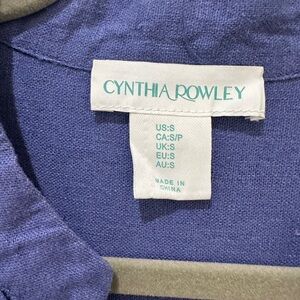 CYNTHIA ROWLEY
US:S
CA:S/P
UK:S
EU:S
AU:S
MADE IN
CHINA